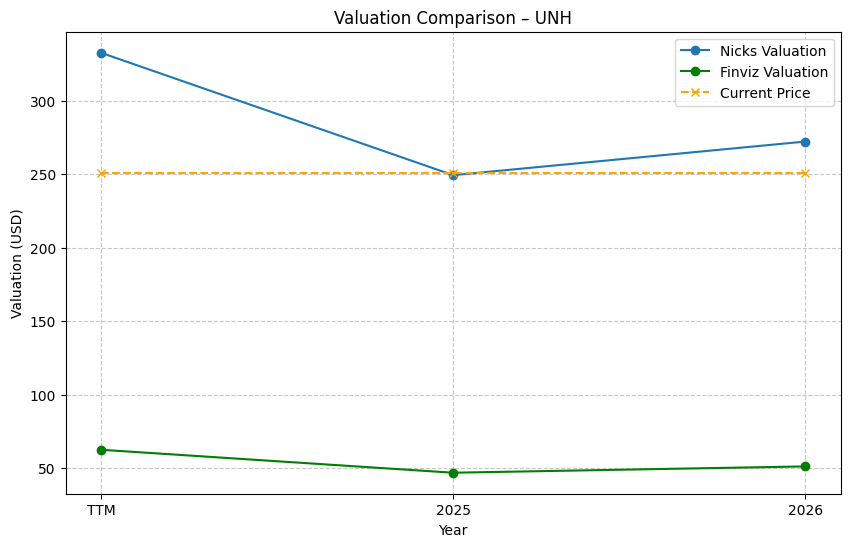 Valuation Comparison – UNH
Nicks Valuation
Finviz Valuation
Current Price
Valuation (USD)
300
250
200
150
100
50
TTM
2025
2026
Year